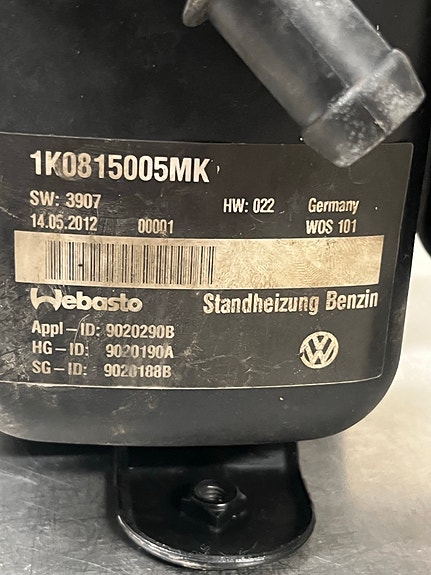 1K0815005MK
SW: 3907 HW: 022 Germany
14.05.2012 00001 WOS 101
Webasto Standheizung Benzin
Appl-ID: 9020290B
HG-ID: 9020190A
SG-ID: 9020188B
VW